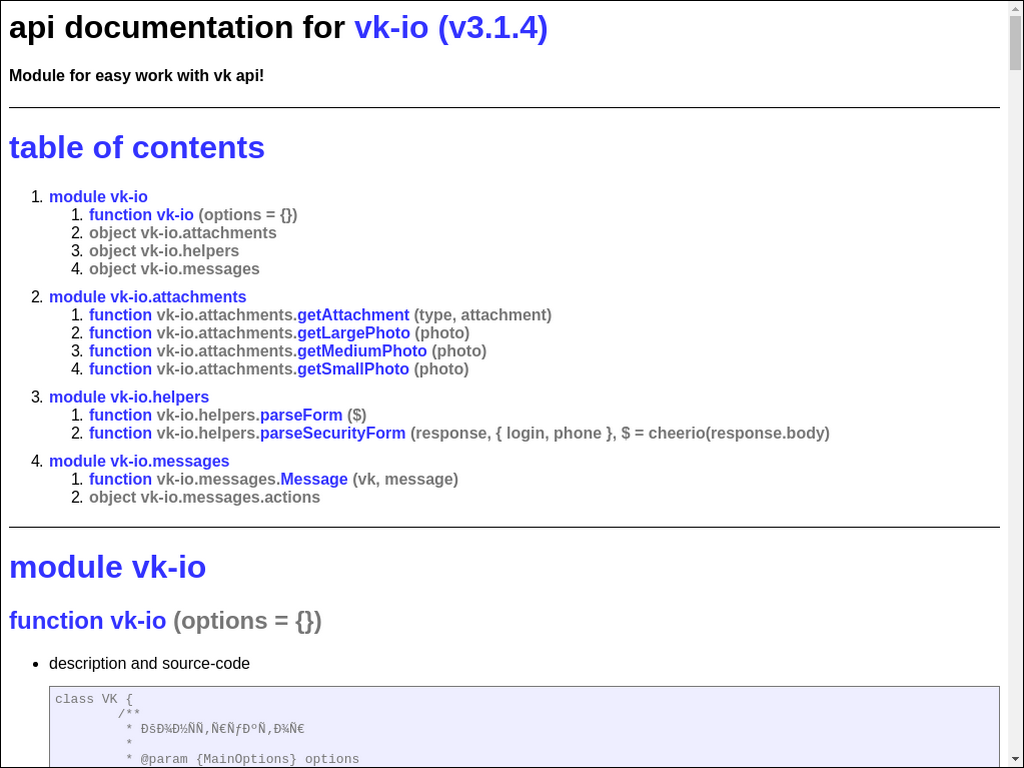 api documentation for vk-io (v3.1.4)
Module for easy work with vk api!
table of contents
1. module vk-io
1. function vk-io (options = {})
2. object vk-io.attachments
3. object vk-io.helpers
4. object vk-io.messages
2. module vk-io.attachments
1. function vk-io.attachments.getAttachment (type, attachment)
2. function vk-io.attachments.getLargePhoto (photo)
3. function vk-io.attachments.getMediumPhoto (photo)
4. function vk-io.attachments.getSmallPhoto (photo)
3. module vk-io.helpers
1. function vk-io.helpers.parseForm ($)
2. function vk-io.helpers.parseSecurityForm (response, { login, phone }, $ = cheerio(response.body)
4. module vk-io.messages
1. function vk-io.messages.Message (vk, message)
2. object vk-io.messages.actions
module vk-io
function vk-io (options = {})
• description and source-code
class VK {
/**
* ÐšÐ¾Ð½ÑÑ‚Ñ€ÑƒÐºÑ‚Ð¾Ñ€
*
* @param {MainOptions} options